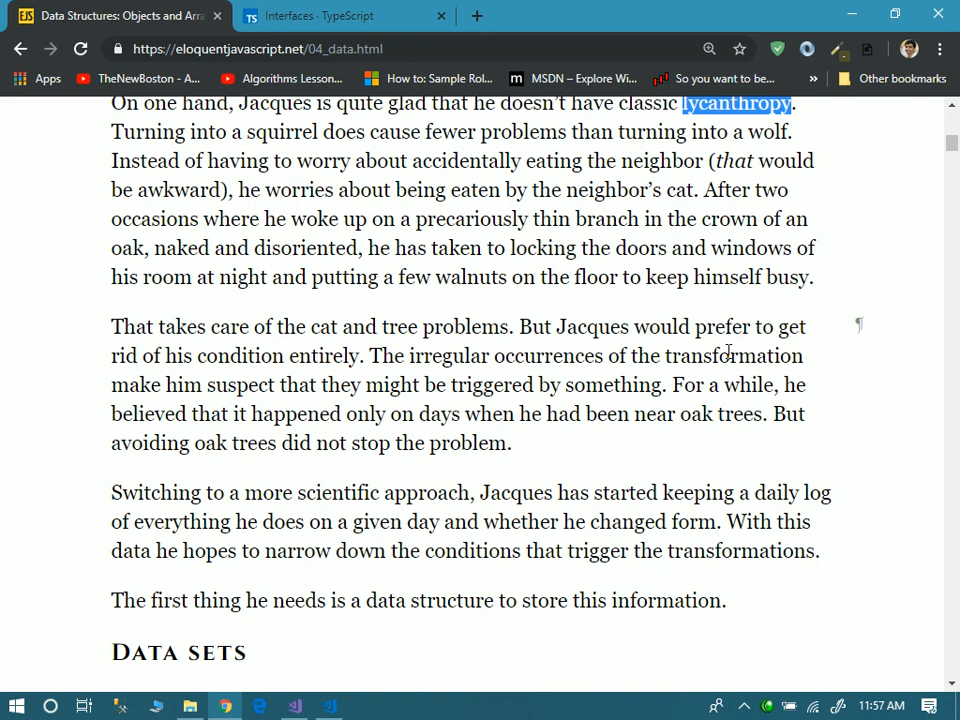 Data Structures: Objects and Arra
Interfaces · TypeScript
https://eloquentjavascript.net/04_data.html
Apps
TheNewBoston - A...
Algorithms Lesson...
How to: Sample Rol...
MSDN – Explore Wi...
So you want to be...
»
Other bookmarks
On one hand, Jacques is quite glad that he doesn't have classic lycanthropy.
Turning into a squirrel does cause fewer problems than turning into a wolf.
Instead of having to worry about accidentally eating the neighbor (that would
be awkward), he worries about being eaten by the neighbor's cat. After two
occasions where he woke up on a precariously thin branch in the crown of an
oak, naked and disoriented, he has taken to locking the doors and windows of
his room at night and putting a few walnuts on the floor to keep himself busy.
That takes care of the cat and tree problems. But Jacques would prefer to get ¶
rid of his condition entirely. The irregular occurrences of the transformation
make him suspect that they might be triggered by something. For a while, he
believed that it happened only on days when he had been near oak trees. But
avoiding oak trees did not stop the problem.
Switching to a more scientific approach, Jacques has started keeping a daily log
of everything he does on a given day and whether he changed form. With this
data he hopes to narrow down the conditions that trigger the transformations.
The first thing he needs is a data structure to store this information.
DATA SETS
11:57 AM